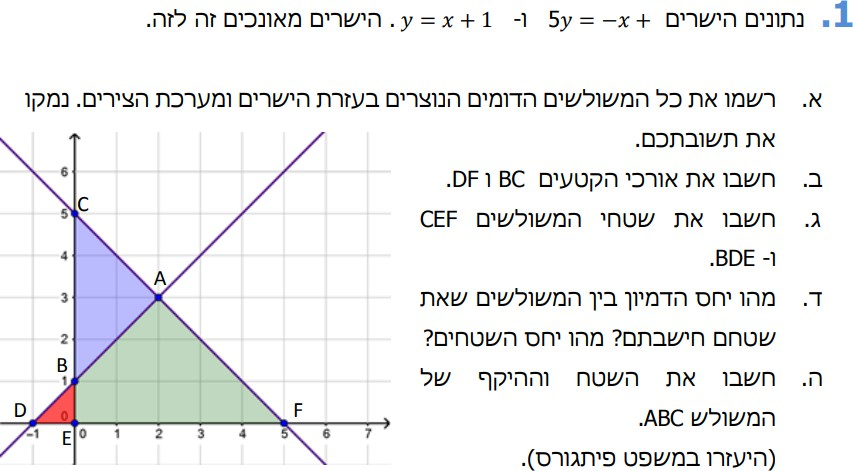 1. נתונים הישרים 5y = −x + ו- y = x + 1 . הישרים מאונכים זה לזה.
א. רשמו את כל המשולשים הדומים הנוצרים בעזרת הישרים ומערכת הצירים. נמקו
את תשובתכם.
ב. חשבו את אורכי הקטעים BC ו DF.
ג. חשבו את שטחי המשולשים CEF
ו- BDE.
ד. מהו יחס הדמיון בין המשולשים שאת
שטחם חישבתם? מהו יחס השטחים?
ה. חשבו את השטח וההיקף של
המשולש ABC.
(היעזרו במשפט פיתגורס).
6
5 C
4
A
3
2
B
1
D 0 F
−1 E 0 1 2 3 4 5 6 7